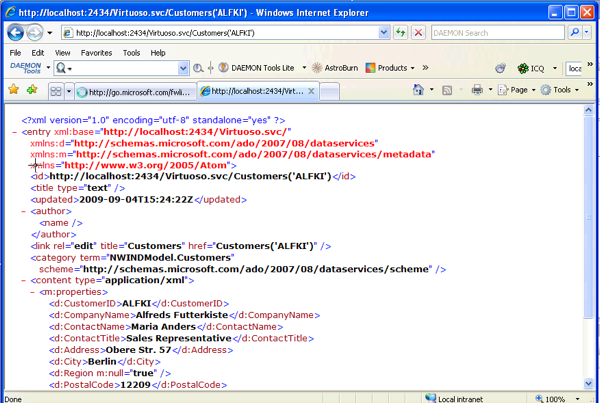 http://localhost:2434/Virtuoso.svc/Customers('ALFKI') - Windows Internet Explorer
http://localhost:2434/Virtuoso.svc/Customers('ALFKI')
DAEMON Search
File Edit View Favorites Tools Help
DAEMON Tools DAEMON Tools Lite AstroBurn Products » ICQ loca
http://go.microsoft.com/fwli... http://localhost:2434/Virt... Page Tools »
<?xml version="1.0" encoding="utf-8" standalone="yes" ?>
- <entry xml:base="http://localhost:2434/Virtuoso.svc/"
xmlns:d="http://schemas.microsoft.com/ado/2007/08/dataservices"
xmlns:m="http://schemas.microsoft.com/ado/2007/08/dataservices/metadata"
xmlns="http://www.w3.org/2005/Atom">
<id>http://localhost:2434/Virtuoso.svc/Customers('ALFKI')</id>
<title type="text" />
<updated>2009-09-04T15:24:22Z</updated>
- <author>
<name />
</author>
<link rel="edit" title="Customers" href="Customers('ALFKI')" />
<category term="NWINDModel.Customers"
scheme="http://schemas.microsoft.com/ado/2007/08/dataservices/scheme" />
- <content type="application/xml">
- <m:properties>
<d:CustomerID>ALFKI</d:CustomerID>
<d:CompanyName>Alfreds Futterkiste</d:CompanyName>
<d:ContactName>Maria Anders</d:ContactName>
<d:ContactTitle>Sales Representative</d:ContactTitle>
<d:Address>Obere Str. 57</d:Address>
<d:City>Berlin</d:City>
<d:Region m:null="true" />
<d:PostalCode>12209</d:PostalCode>
Done Local intranet 100%